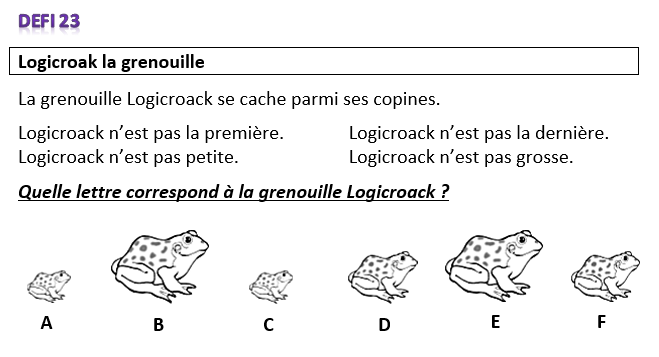 DEFI 23
Logicroak la grenouille
La grenouille Logicroack se cache parmi ses copines.
Logicroack n'est pas la première. Logicroack n'est pas la dernière.
Logicroack n'est pas petite. Logicroack n'est pas grosse.
Quelle lettre correspond à la grenouille Logicroack ?
A B C D E F